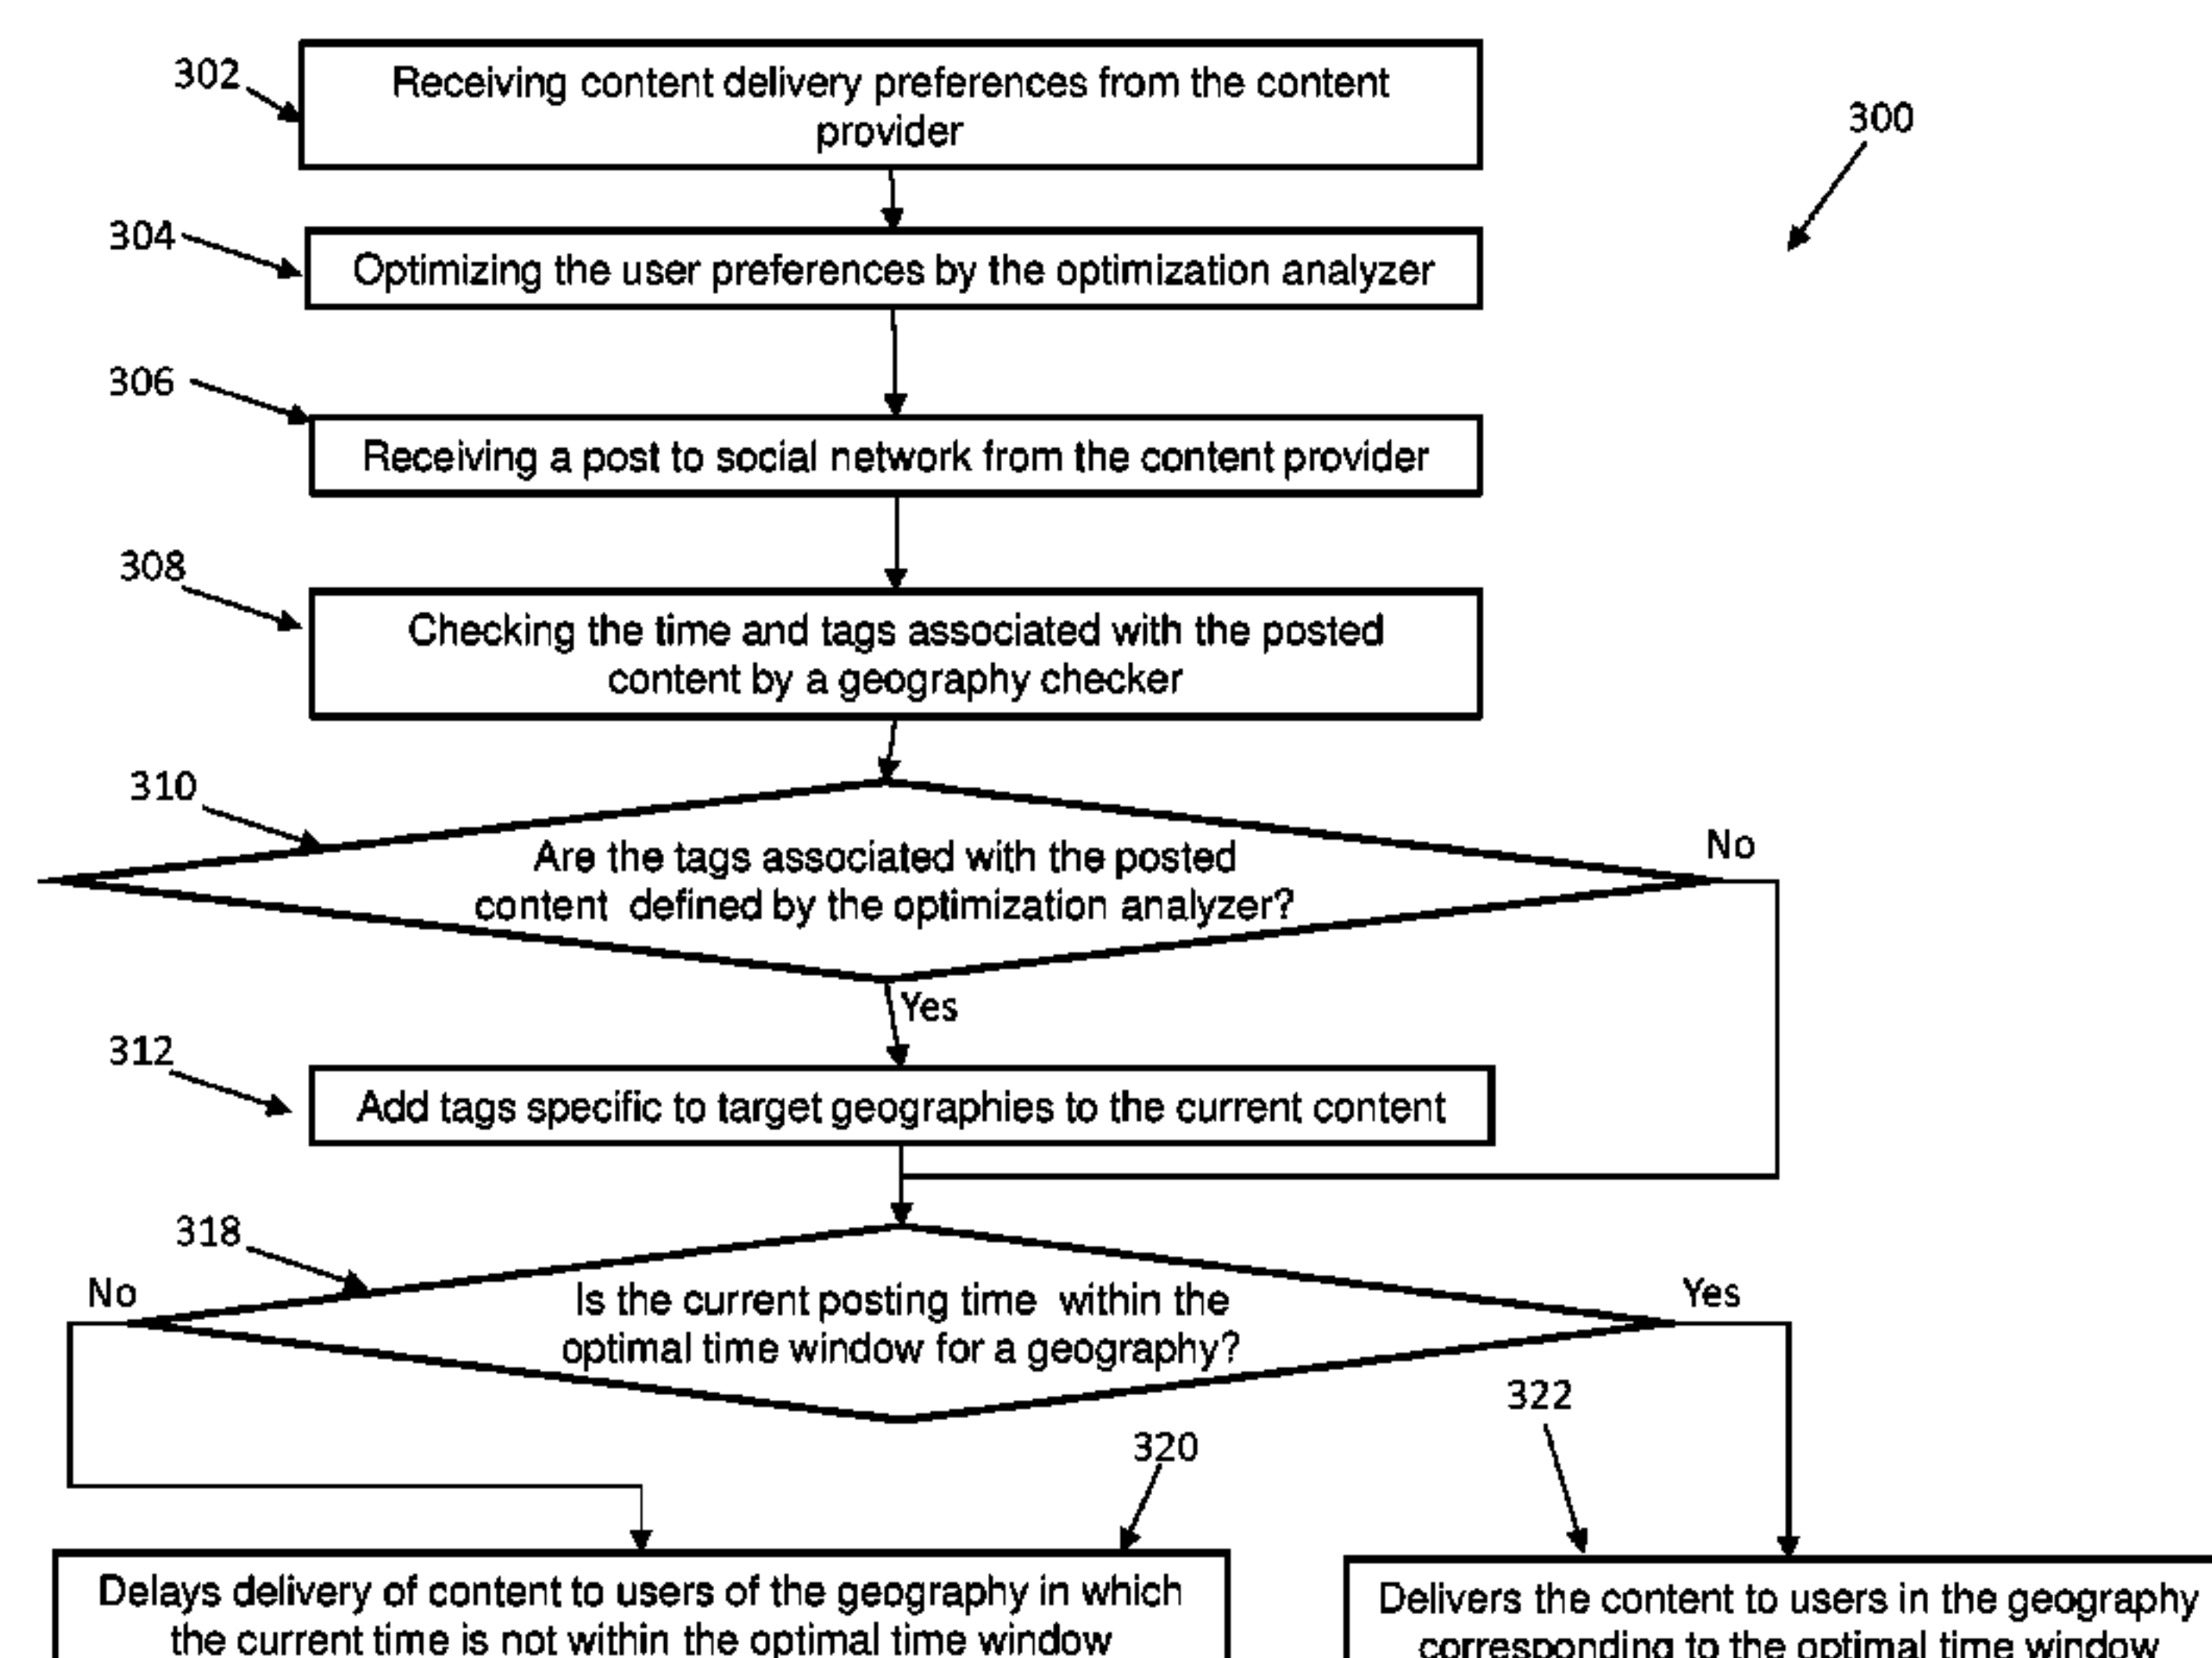 302
Receiving content delivery preferences from the content
provider
300
304
Optimizing the user preferences by the optimization analyzer
306
Receiving a post to social network from the content provider
308
Checking the time and tags associated with the posted
content by a geography checker
310
Are the tags associated with the posted
content defined by the optimization analyzer?
No
Yes
312
Add tags specific to target geographies to the current content
318
No
Is the current posting time within the
optimal time window for a geography?
Yes
322
320
Delays delivery of content to users of the geography in which
the current time is not within the optimal time window
Delivers the content to users in the geography
corresponding to the optimal time window